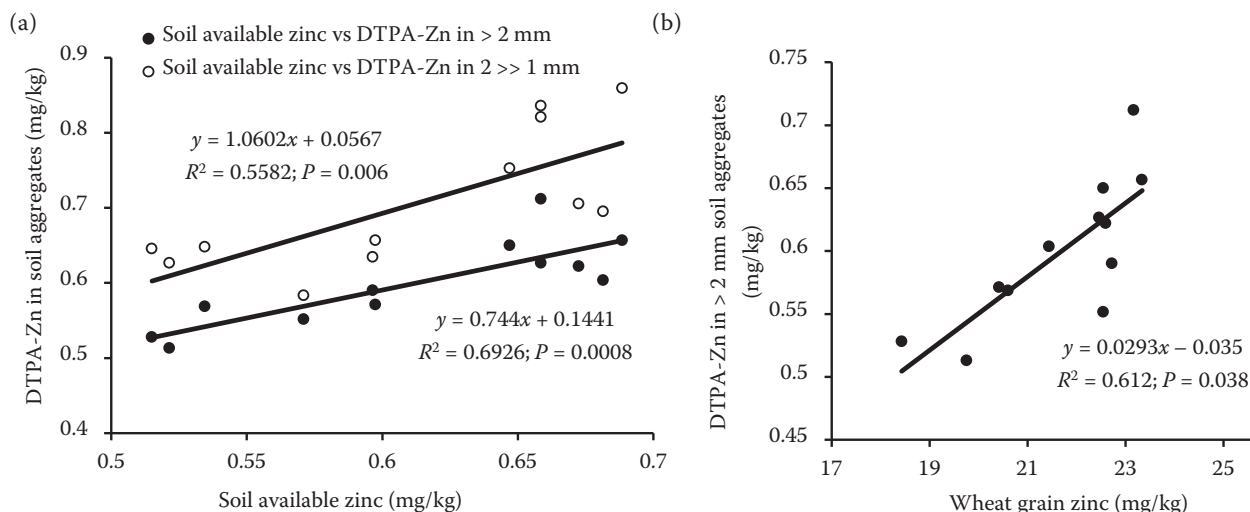 (a)
Soil available zinc vs DTPA-Zn in > 2 mm
Soil available zinc vs DTPA-Zn in 2 >> 1 mm
DTPA-Zn in soil aggregates (mg/kg)
0.9
0.8
0.7
0.6
0.5
0.4
y = 1.0602x + 0.0567
R² = 0.5582; P = 0.006
y = 0.744x + 0.1441
R² = 0.6926; P = 0.0008
0.5 0.55 0.6 0.65 0.7
Soil available zinc (mg/kg)
(b)
DTPA-Zn in > 2 mm soil aggregates
(mg/kg)
0.75
0.7
0.65
0.6
0.55
0.5
0.45
y = 0.0293x – 0.035
R² = 0.612; P = 0.038
17 19 21 23 25
Wheat grain zinc (mg/kg)